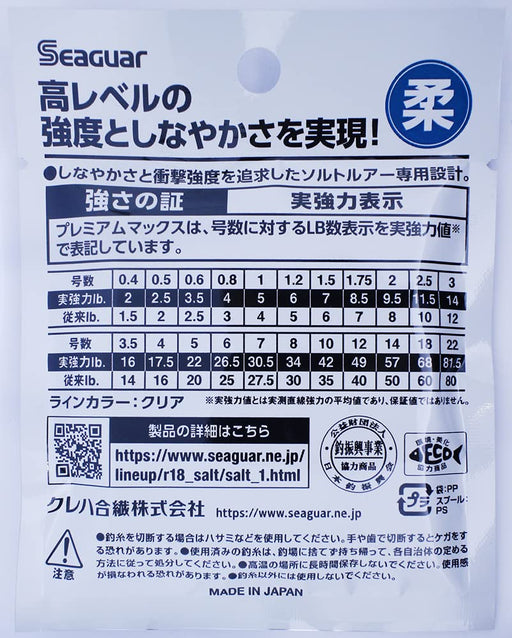 Seaguar
高レベルの
強度としなやかさを実現!
柔
●しなやかさと衝撃強度を追求したソルトルアー専用設計。
強さの証 実強力表示
プレミアムマックスは、号数に対するLB数表示を実強力値※
で表記しています。
号数 0.4 0.5 0.6 0.8 1 1.2 1.5 1.75 2 2.5 3
実強力lb. 2 2.5 3.5 4 5 6 7 8.5 9.5 11.5 14
従来lb. 1.5 2 2.5 3 4 5 6 7 8 10 12
号数 3.5 4 5 6 7 8 10 12 14 18 22
実強力lb. 16 17.5 22 26.5 30.5 34 42 49 57 68 81.5
従来lb. 14 16 20 25 27.5 30 35 40 50 60 80
ラインカラー:クリア ※実強力値とは実測直線強力の平均値であり、保証値ではありません。
製品の詳細はこちら
https://www.seaguar.ne.jp/
lineup/r18_salt/salt_1.html
公益財団法人
釣振興事業
協力商品
日本釣振興会
環境・美化
ECO
協力商品
クレハ合繊株式会社 https://www.seaguar.ne.jp
プラ
袋:PP
スプール:
PS
注意
●釣糸を切断する場合はハサミなどを使用してください。手や歯で切断するとケガをす
る恐れがあります。●使用済みの釣糸は、釣場に捨てず持ち帰って、各自治体の定める
方法に従って処分してください。●高温の場所に長時間保存しないでください。使用感
が損なわれる恐れがあります。●釣糸以外には使用しないでください。
MADE IN JAPAN